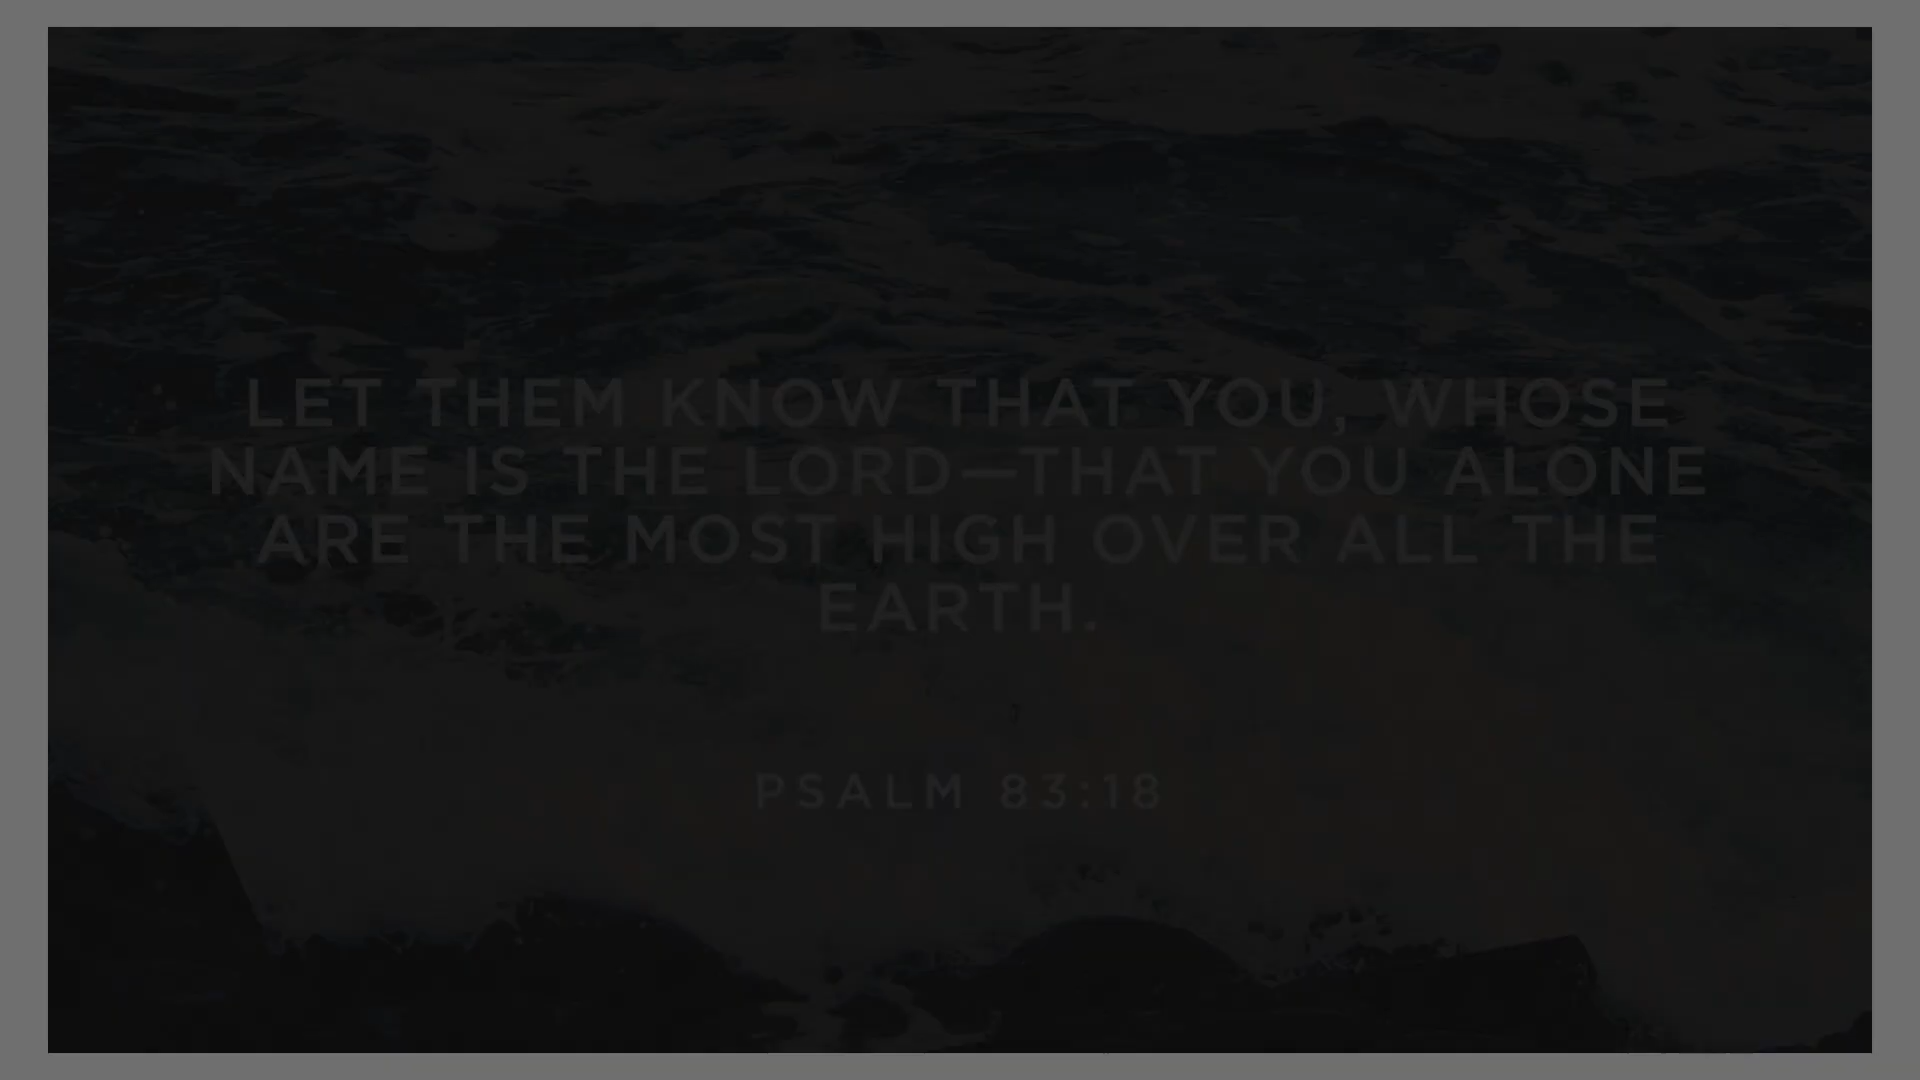 LET THEM KNOW THAT YOU, WHOSE
NAME IS THE LORD—THAT YOU ALONE
ARE THE MOST HIGH OVER ALL THE
EARTH.
PSALM 83:18